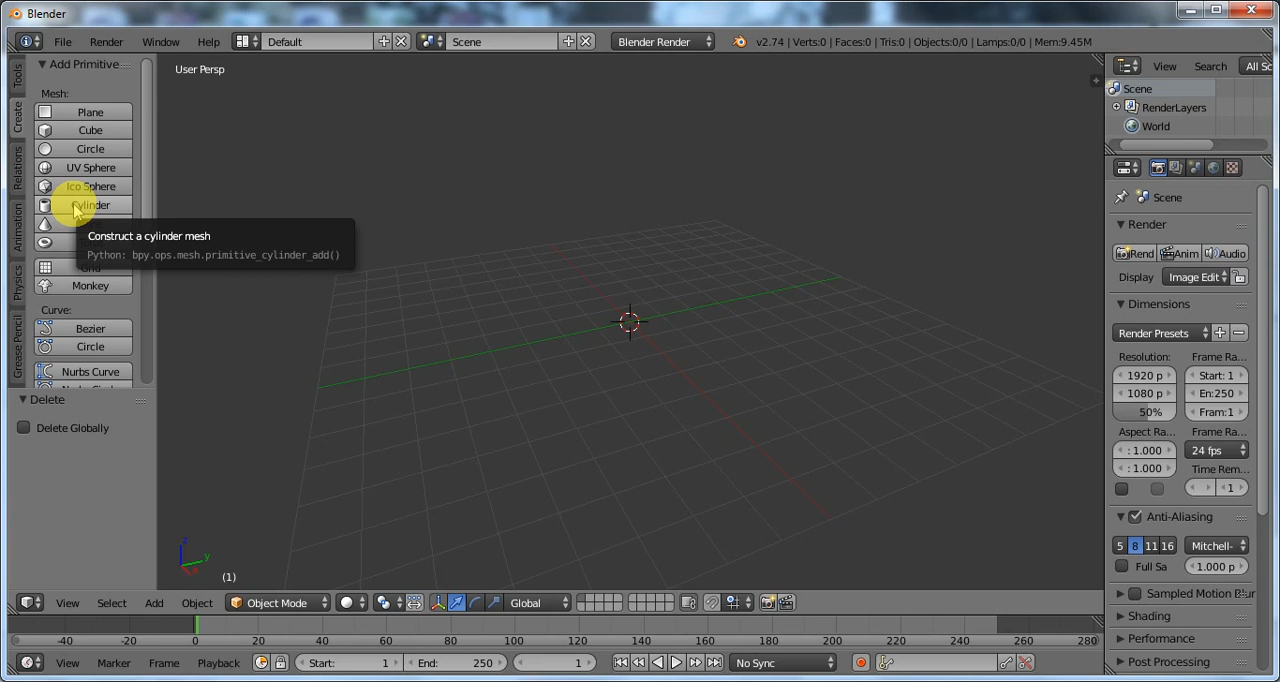 Blender
File Render Window Help Default Scene Blender Render v2.74 | Verts:0 | Faces:0 | Tris:0 | Objects:0/0 | Lamps:0/0 | Mem:9.45M
Tools
Create
Relations
Animation
Physics
Grease Pencil
Add Primitive
Mesh:
Plane
Cube
Circle
UV Sphere
Ico Sphere
Cylinder
Construct a cylinder mesh
Python: bpy.ops.mesh.primitive_cylinder_add()
Grid
Monkey
Curve:
Bezier
Circle
Nurbs Curve
Delete
Delete Globally
User Persp
z
y
(1)
View Select Add Object Object Mode Global
-40 -20 0 20 40 60 80 100 120 140 160 180 200 220 240 260 280
View Marker Frame Playback Start: 1 End: 250 1 No Sync
View Search All Sc
Scene
RenderLayers
World
Scene
Render
Rend Anim Audio
Display Image Edit
Dimensions
Render Presets
Resolution: Frame Ra...
1920 p Start: 1
1080 p En:250
50% Fram:1
Aspect Ra... Frame Ra...
: 1.000 24 fps
: 1.000 Time Rem...
1
Anti-Aliasing
5 8 11 16 Mitchell-
Full Sa 1.000 p
Sampled Motion Blur
Shading
Performance
Post Processing